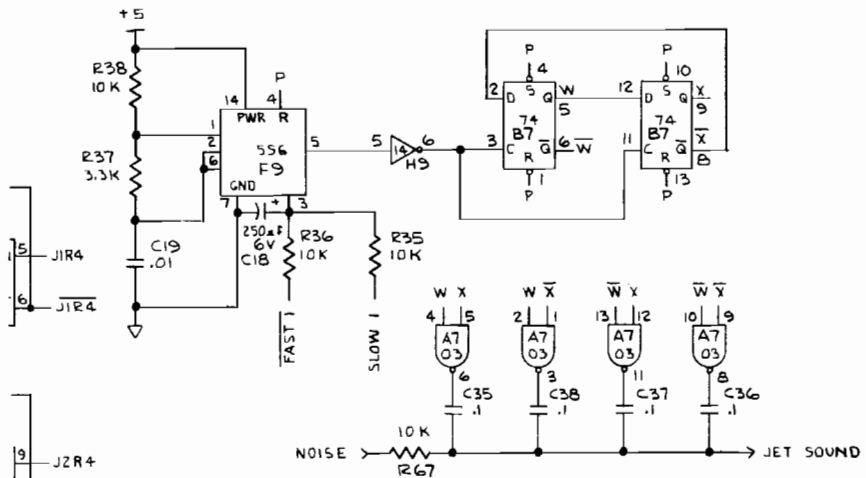 +5
R38
10K
R37
3.3K
C19
.01
14
P
4
PWR R
1
2
6
556
F9
5
GND
7
3
+
250µF
6V
C18
R36
10K
R35
10K
FAST 1
SLOW 1
5
14
6
H9
P
4
2
D
S
Q
W
5
74
B7
3
C
Q̅
6
W̅
R
1
P
P
10
12
D
S
Q
X
9
74
B7
11
C
Q̅
X̅
8
R
13
P
5
J1R4
6
J̅1̅R̅4̅
9
J2R4
W X
4 5
A7
03
6
C35
.1
W X̅
2 1
A7
03
3
C38
.1
W̅ X
13 12
A7
03
11
C37
.1
W̅ X̅
10 9
A7
03
8
C36
.1
NOISE
10K
R67
JET SOUND